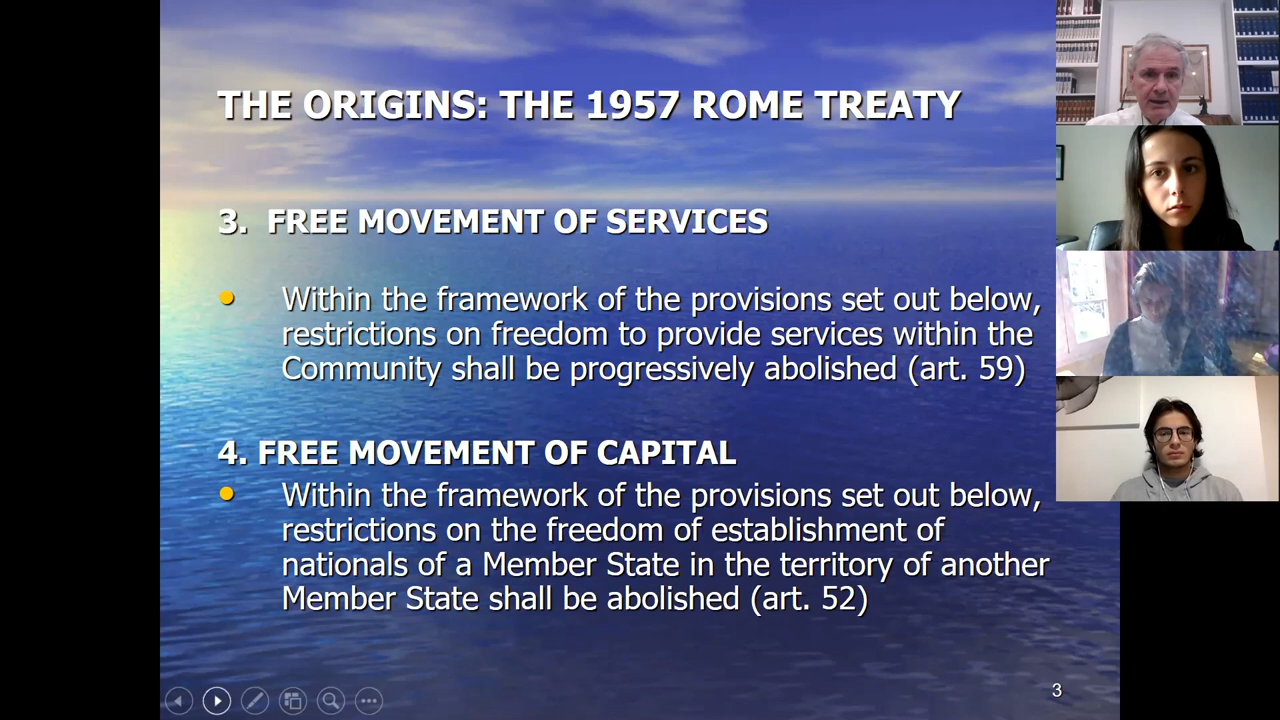 THE ORIGINS: THE 1957 ROME TREATY
3. FREE MOVEMENT OF SERVICES
Within the framework of the provisions set out below,
restrictions on freedom to provide services within the
Community shall be progressively abolished (art. 59)
4. FREE MOVEMENT OF CAPITAL
Within the framework of the provisions set out below,
restrictions on the freedom of establishment of
nationals of a Member State in the territory of another
Member State shall be abolished (art. 52)
3